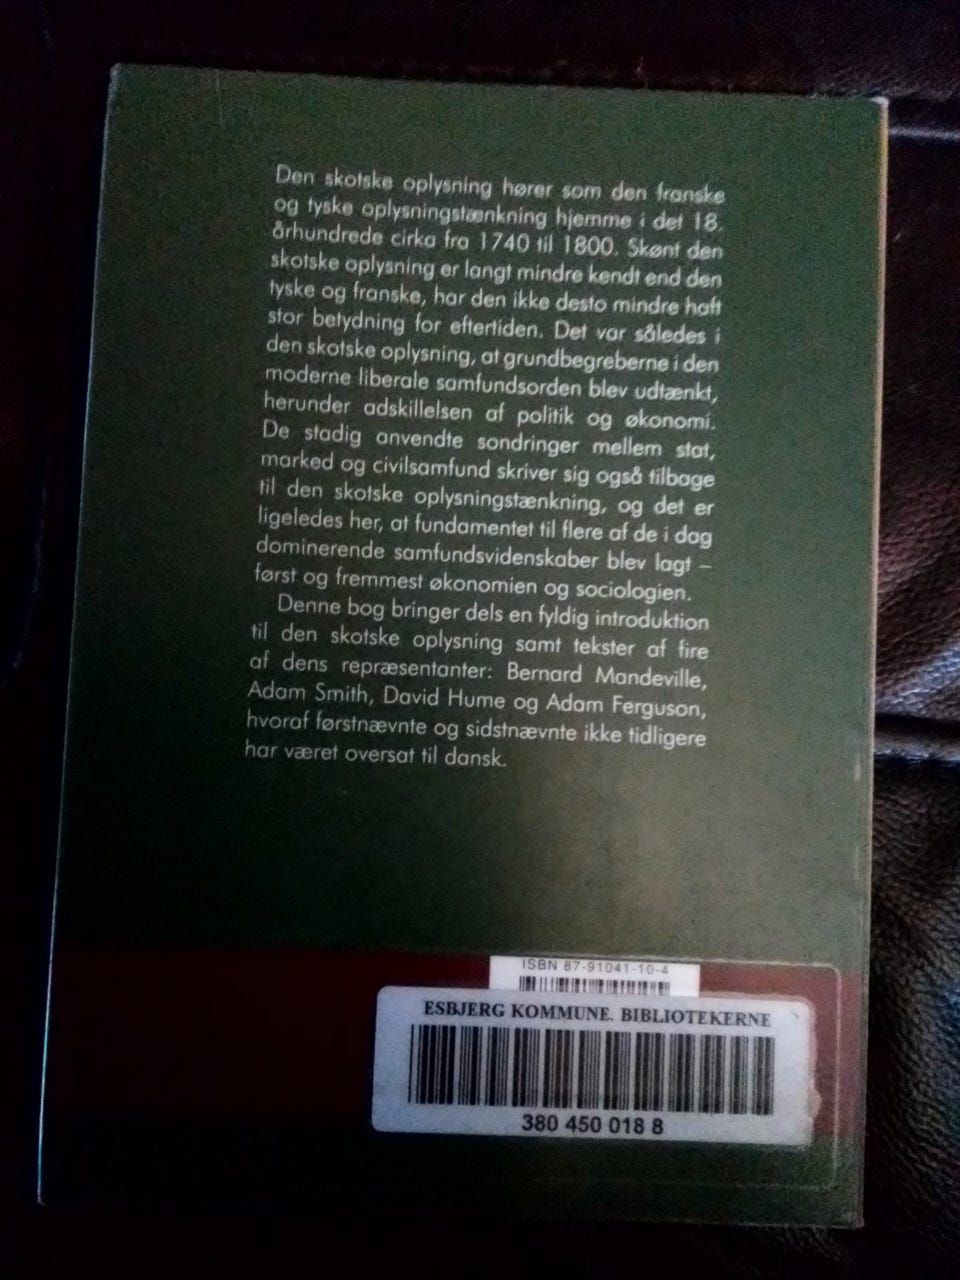 Den skotske oplysning hører som den franske
og tyske oplysningstænkning hjemme i det 18.
århundrede cirka fra 1740 til 1800. Skønt den
skotske oplysning er langt mindre kendt end den
tyske og franske, har den ikke desto mindre haft
stor betydning for eftertiden. Det var således i
den skotske oplysning, at grundbegreberne i den
moderne liberale samfundsorden blev udtænkt,
herunder adskillelsen af politik og økonomi.
De stadig anvendte sondringer mellem stat,
marked og civilsamfund skriver sig også tilbage
til den skotske oplysningstænkning, og det er
ligeledes her, at fundamentet til flere af de i dag
dominerende samfundsvidenskaber blev lagt –
først og fremmest økonomien og sociologien.
Denne bog bringer dels en fyldig introduktion
til den skotske oplysning samt tekster af fire
af dens repræsentanter: Bernard Mandeville,
Adam Smith, David Hume og Adam Ferguson,
hvoraf førstnævnte og sidstnævnte ikke tidligere
har været oversat til dansk.
ISBN 87-91041-10-4
ESBJERG KOMMUNE. BIBLIOTEKERNE
380 450 018 8